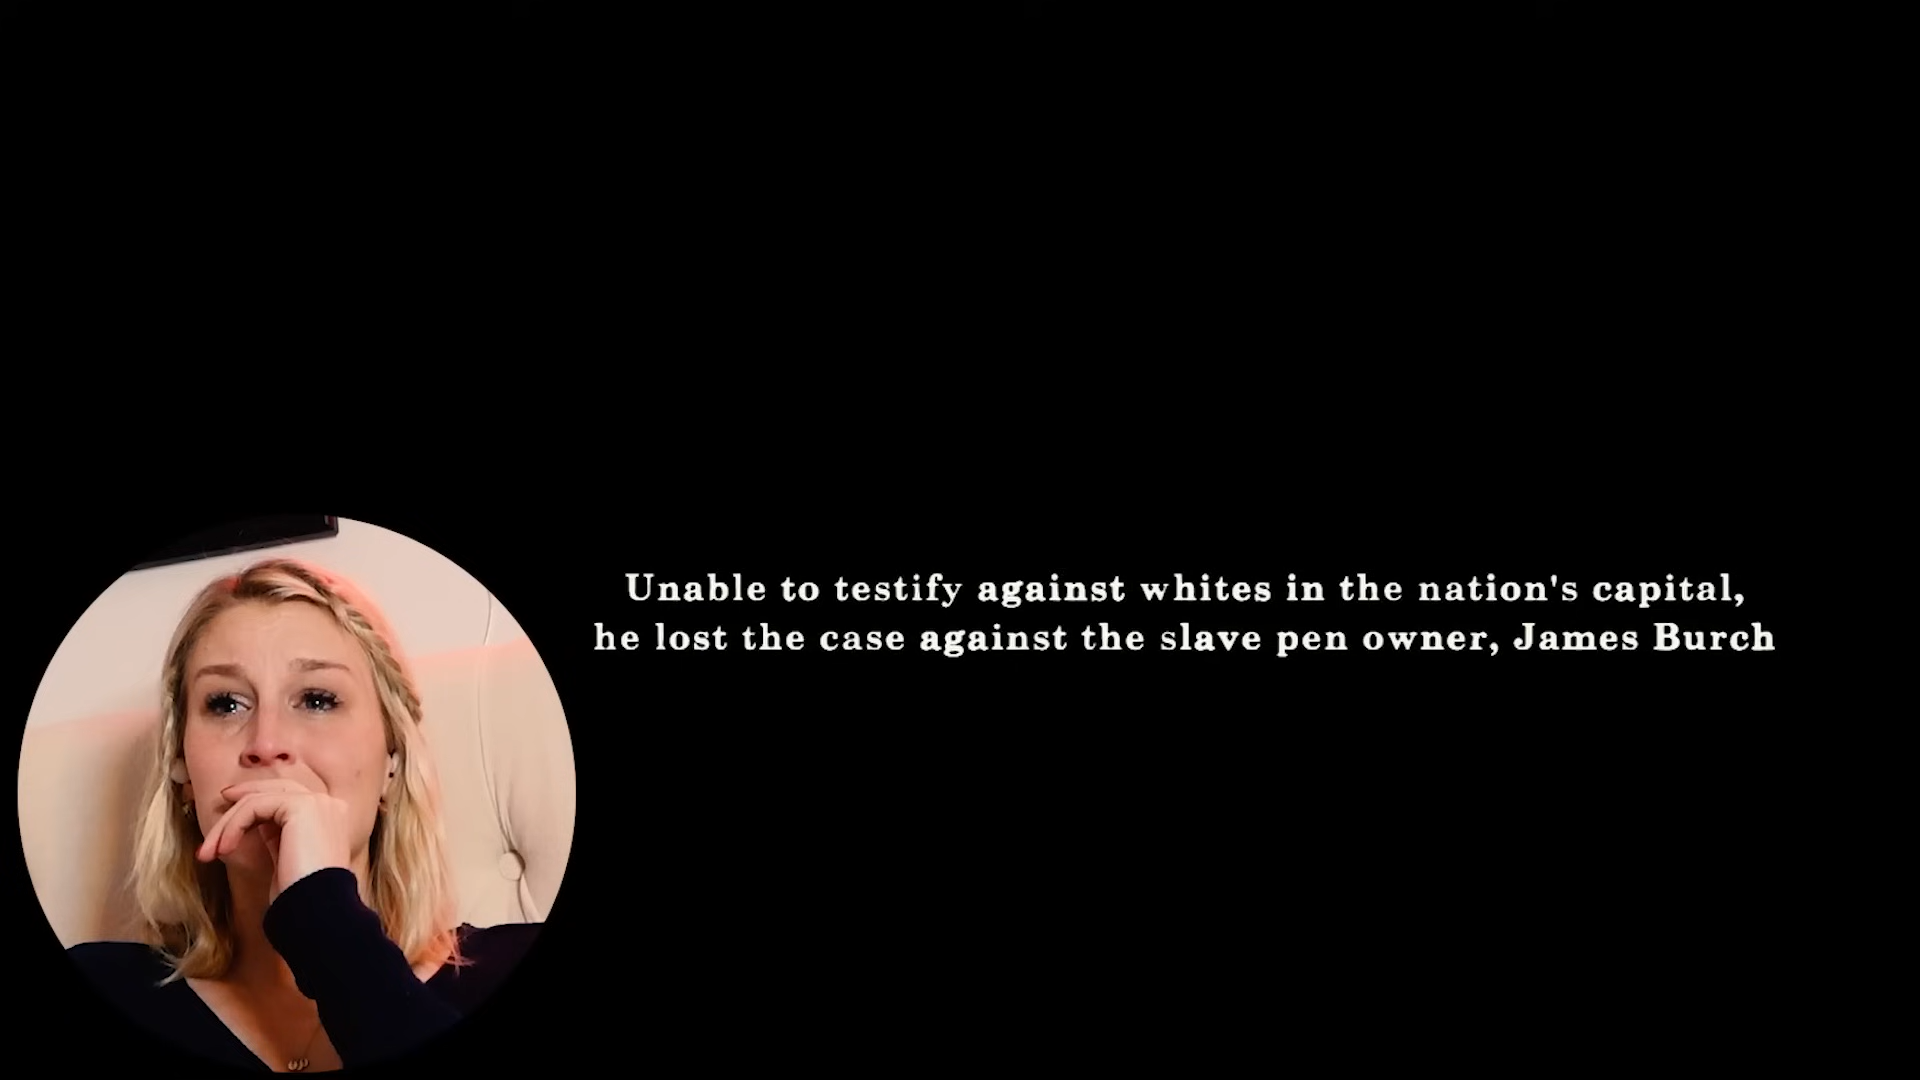 Unable to testify against whites in the nation's capital,
he lost the case against the slave pen owner, James Burch